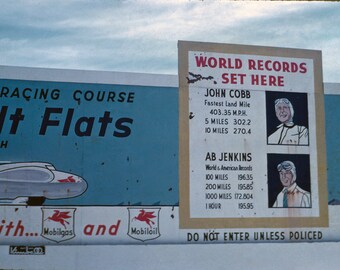 RACING COURSE
lt Flats
H
ith... Mobilgas and Mobiloil
WORLD RECORDS
SET HERE
JOHN COBB
Fastest Land Mile
403.35 M.P.H.
5 MILES 302.2
10 MILES 270.4
AB JENKINS
World & American Records
100 MILES 196.35
200 MILES 195.85
1000 MILES 172.804
1 HOUR 195.95
DO NOT ENTER UNLESS POLICED